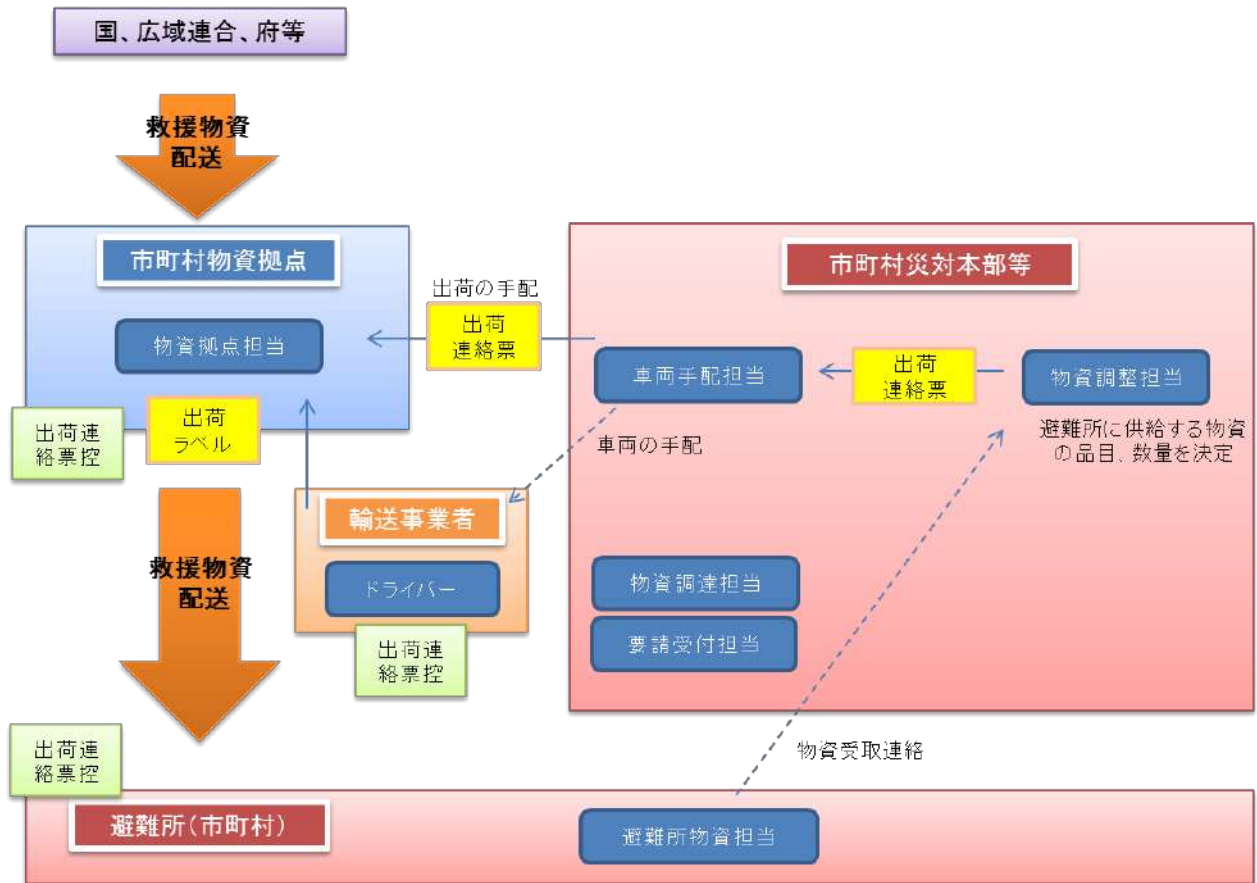 国、広域連合、府等
救援物資
配送
市町村物資拠点
市町村災対本部等
出荷の手配
出荷
連絡票
物資拠点担当
車両手配担当
出荷
連絡票
物資調整担当
避難所に供給する物資
の品目、数量を決定
出荷連
絡票控
出荷
ラベル
車両の手配
輸送事業者
ドライバー
出荷連
絡票控
救援物資
配送
物資調達担当
要請受付担当
物資受取連絡
出荷連
絡票控
避難所(市町村)
避難所物資担当